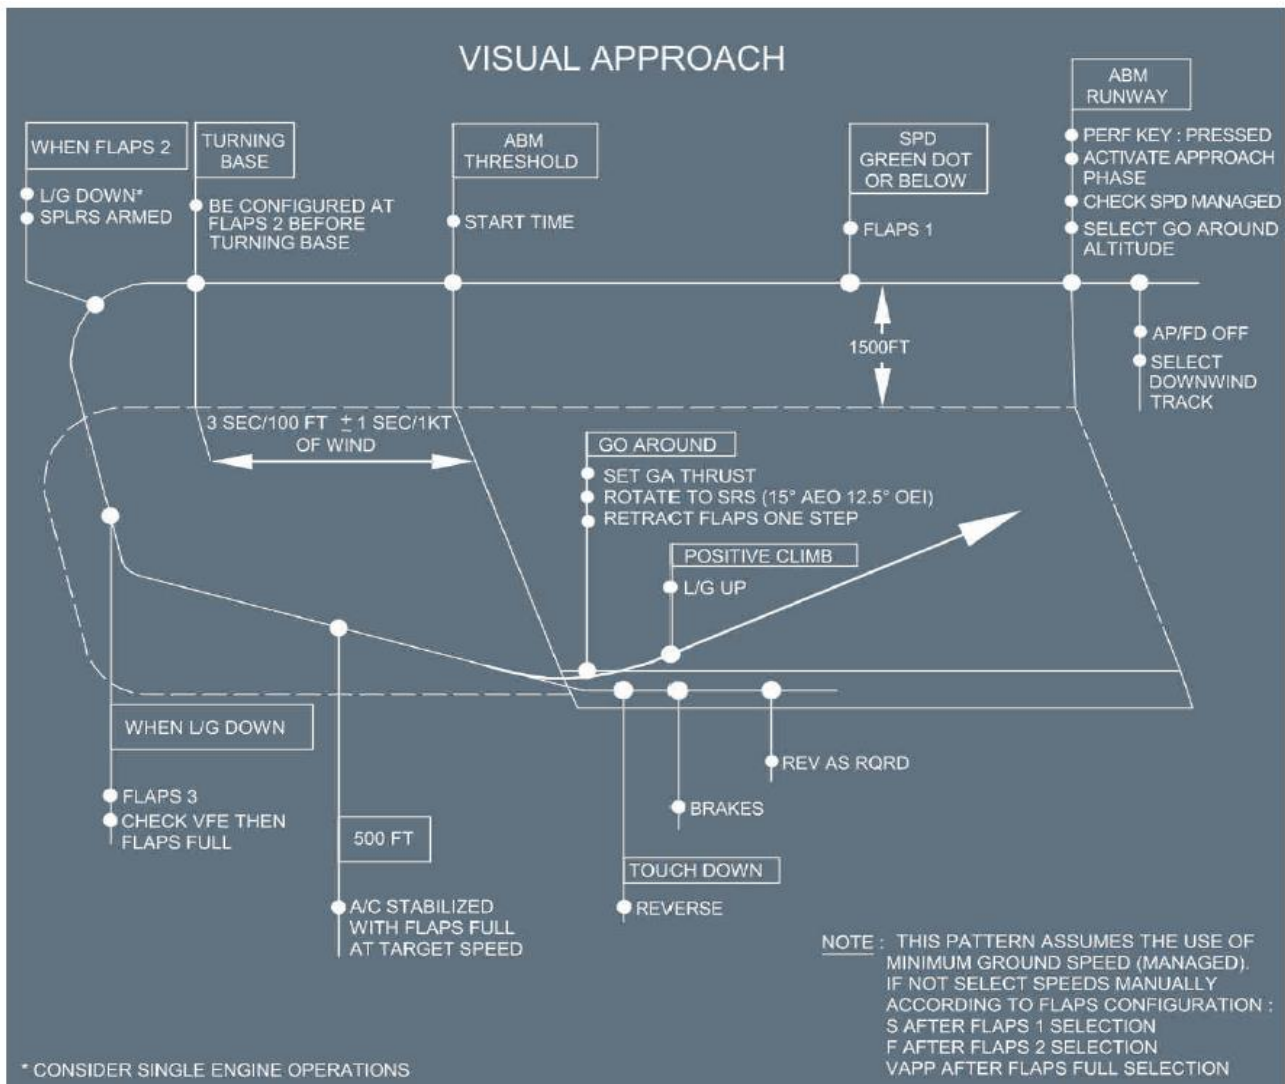 VISUAL APPROACH
WHEN FLAPS 2
L/G DOWN*
SPLRS ARMED
TURNING
BASE
BE CONFIGURED AT
FLAPS 2 BEFORE
TURNING BASE
ABM
THRESHOLD
START TIME
SPD
GREEN DOT
OR BELOW
FLAPS 1
ABM
RUNWAY
PERF KEY : PRESSED
ACTIVATE APPROACH
PHASE
CHECK SPD MANAGED
SELECT GO AROUND
ALTITUDE
AP/FD OFF
SELECT
DOWNWIND
TRACK
1500FT
3 SEC/100 FT ± 1 SEC/1KT
OF WIND
GO AROUND
SET GA THRUST
ROTATE TO SRS (15° AEO 12.5° OEI)
RETRACT FLAPS ONE STEP
POSITIVE CLIMB
L/G UP
WHEN L/G DOWN
FLAPS 3
CHECK VFE THEN
FLAPS FULL
500 FT
A/C STABILIZED
WITH FLAPS FULL
AT TARGET SPEED
REV AS RQRD
BRAKES
TOUCH DOWN
REVERSE
NOTE : THIS PATTERN ASSUMES THE USE OF
MINIMUM GROUND SPEED (MANAGED).
IF NOT SELECT SPEEDS MANUALLY
ACCORDING TO FLAPS CONFIGURATION :
S AFTER FLAPS 1 SELECTION
F AFTER FLAPS 2 SELECTION
VAPP AFTER FLAPS FULL SELECTION
* CONSIDER SINGLE ENGINE OPERATIONS